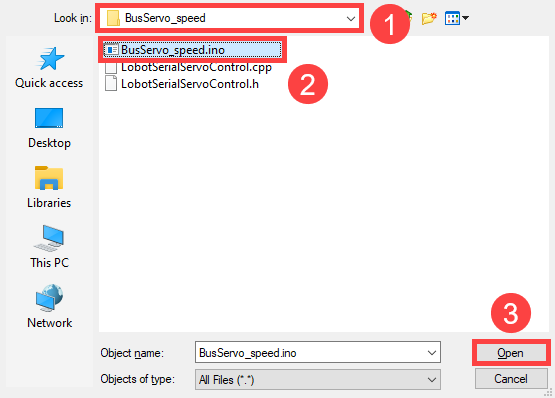 Look in: BusServo_speed 1
BusServo_speed.ino
LobotSerialServoControl.cpp
LobotSerialServoControl.h
2
Quick access
Desktop
Libraries
This PC
Network
3
Object name: BusServo_speed.ino Open
Objects of type: All Files (*.*) Cancel